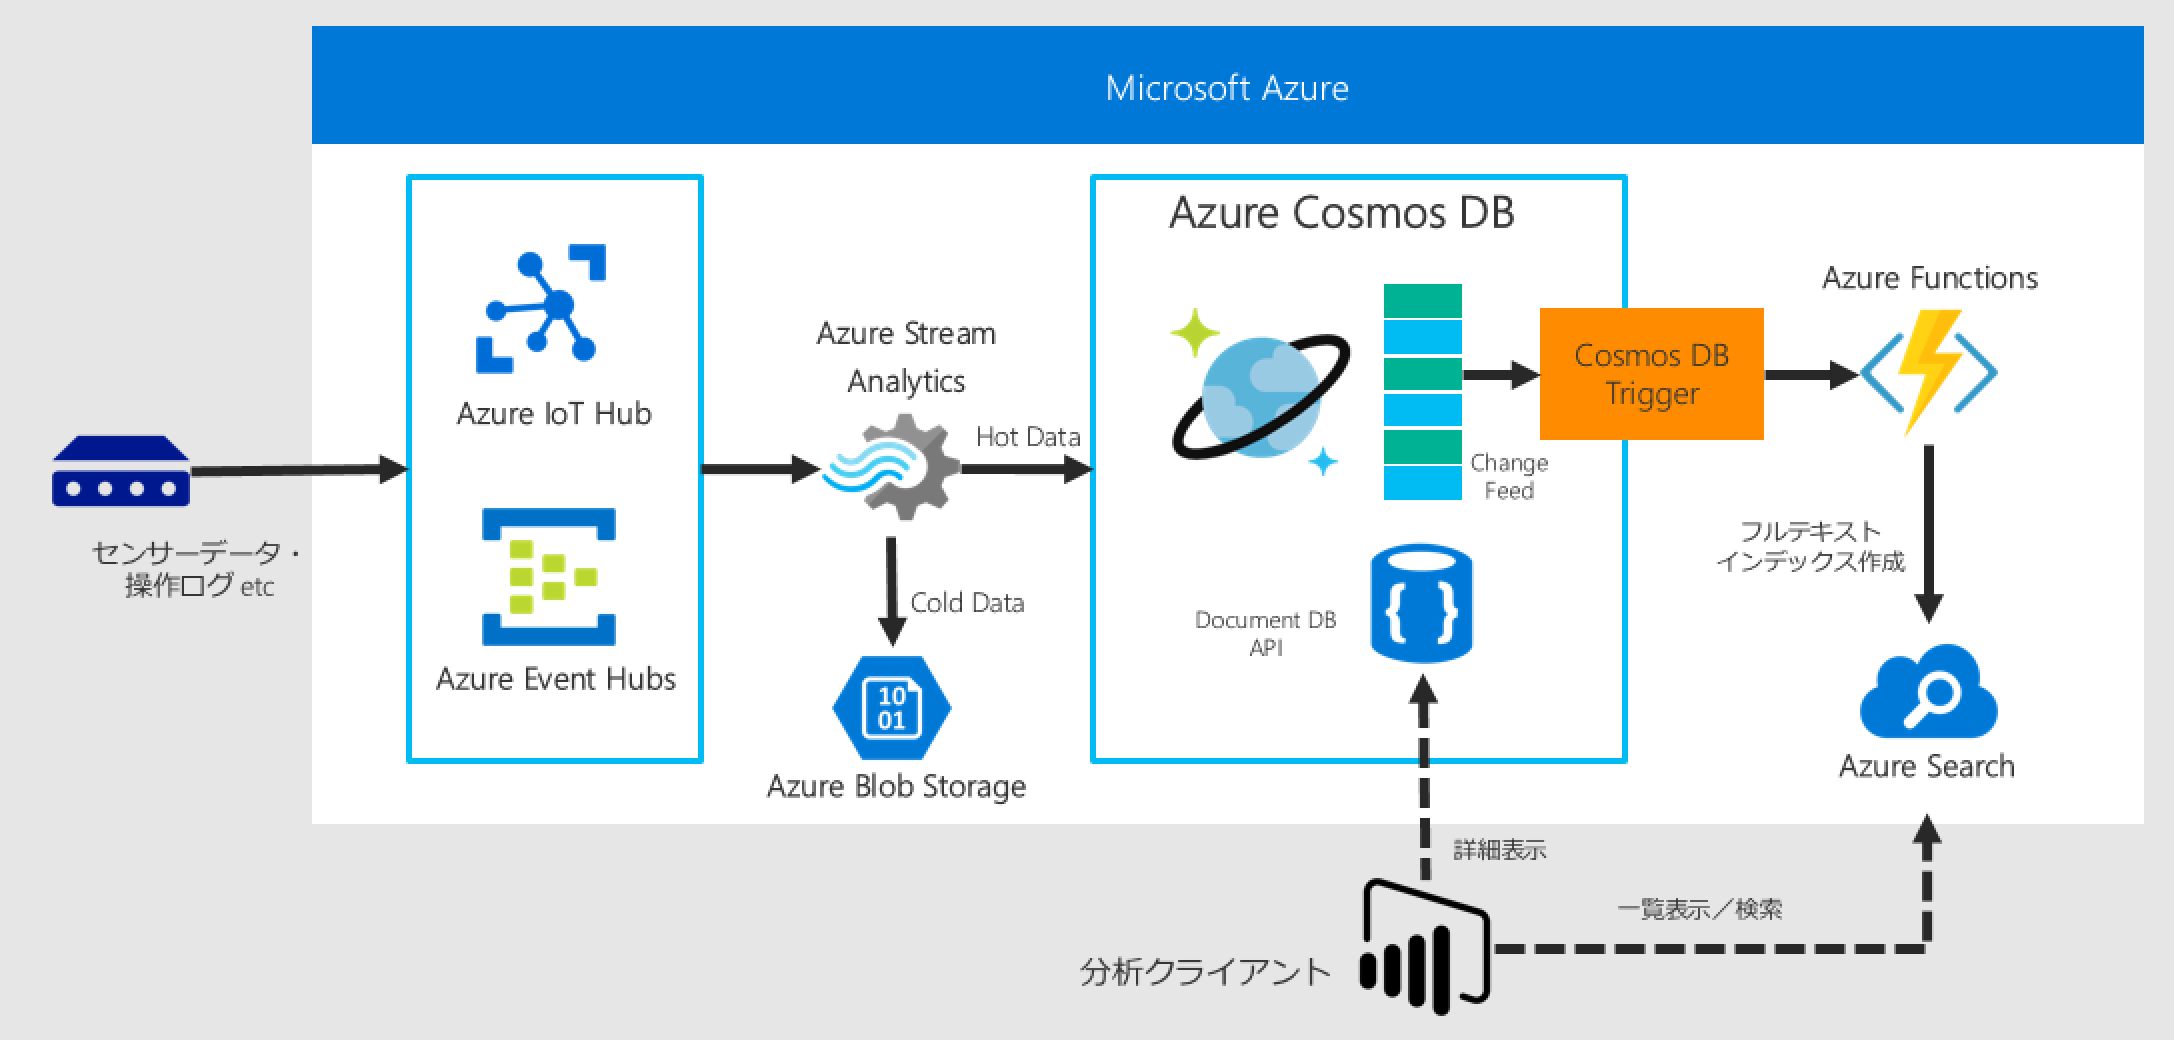 Microsoft Azure
Azure IoT Hub
Azure Event Hubs
センサーデータ・
操作ログ etc
Azure Stream
Analytics
Hot Data
Cold Data
10
01
Azure Blob Storage
Azure Cosmos DB
Change
Feed
Document DB
API
{ }
Cosmos DB
Trigger
Azure Functions
フルテキスト
インデックス作成
Azure Search
詳細表示
一覧表示／検索
分析クライアント